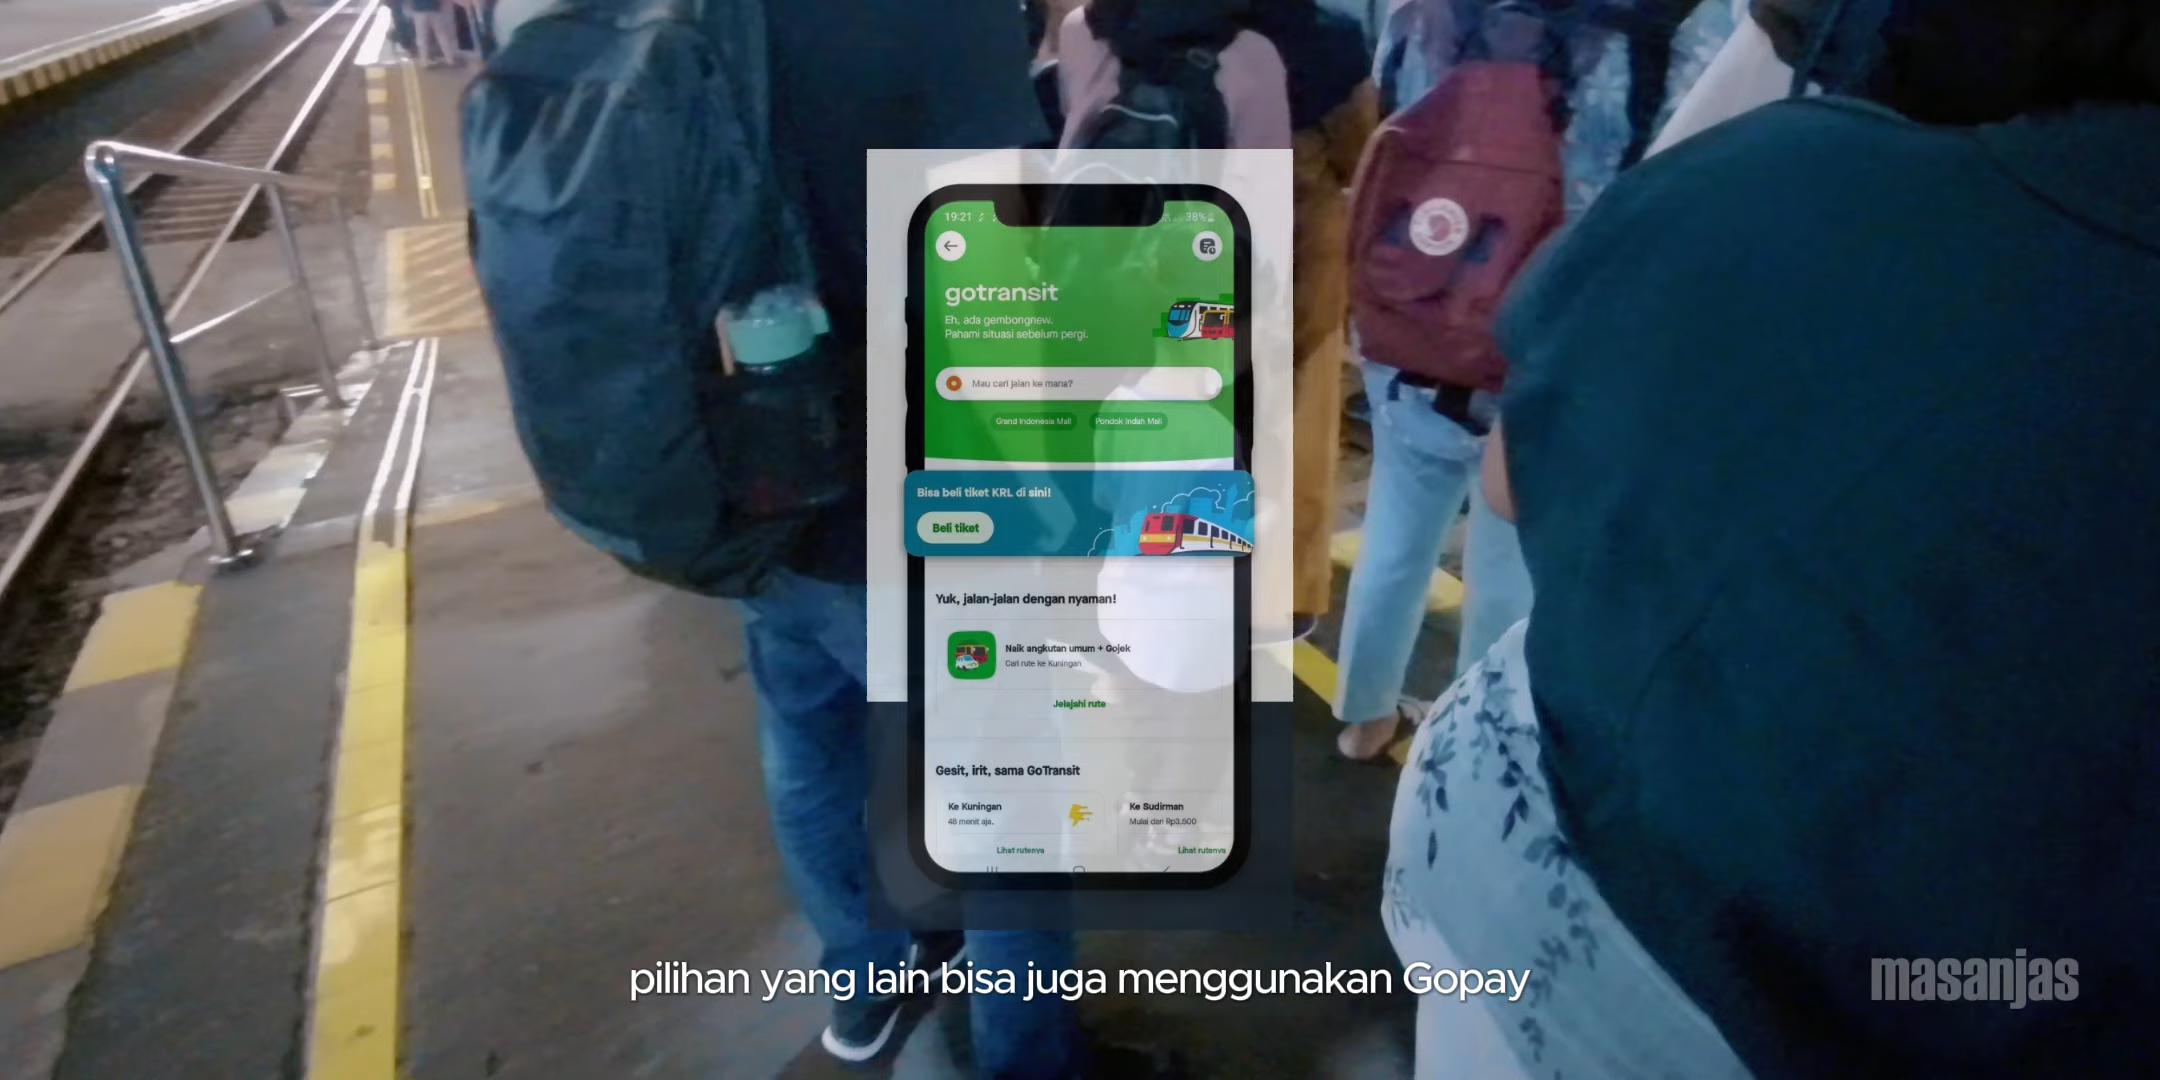 19:21
38%
gotransit
Eh, ada gembongnew.
Pahami situasi sebelum pergi.
Mau cari jalan ke mana?
Grand Indonesia Mall
Pondok Indah Mall
Bisa beli tiket KRL di sini!
Beli tiket
Yuk, jalan-jalan dengan nyaman!
Naik angkutan umum + Gojek
Cari rute ke Kuningan
Jelajahi rute
Gesit, irit, sama GoTransit
Ke Kuningan
48 menit aja.
Lihat rutenya
Ke Sudirman
Mulai dari Rp3.500
Lihat rutenya
pilihan yang lain bisa juga menggunakan Gopay
masanjas